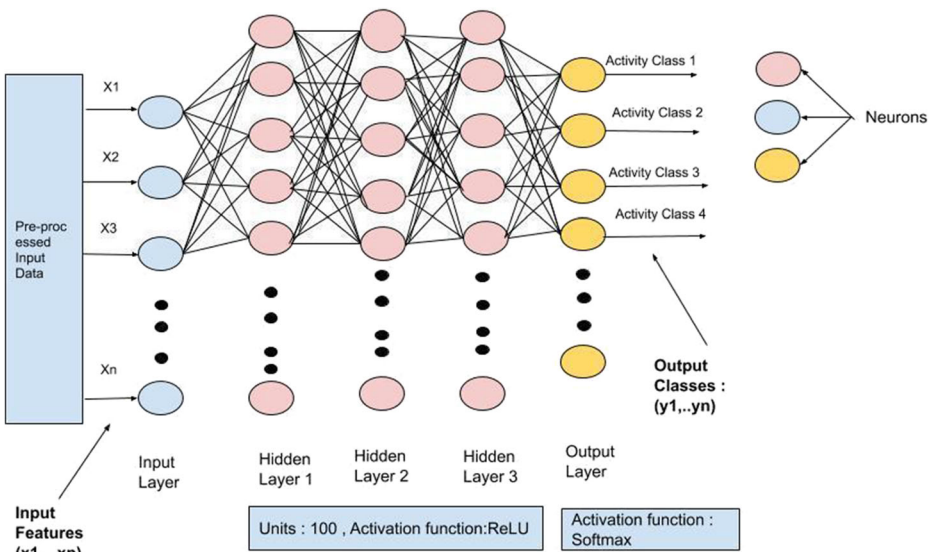 Pre-proc
essed
Input
Data
X1
X2
X3
Xn
Activity Class 1
Activity Class 2
Activity Class 3
Activity Class 4
Neurons
Output
Classes :
(y1,..yn)
Input
Layer
Hidden
Layer 1
Hidden
Layer 2
Hidden
Layer 3
Output
Layer
Input
Features
Units : 100 , Activation function:ReLU
Activation function :
Softmax